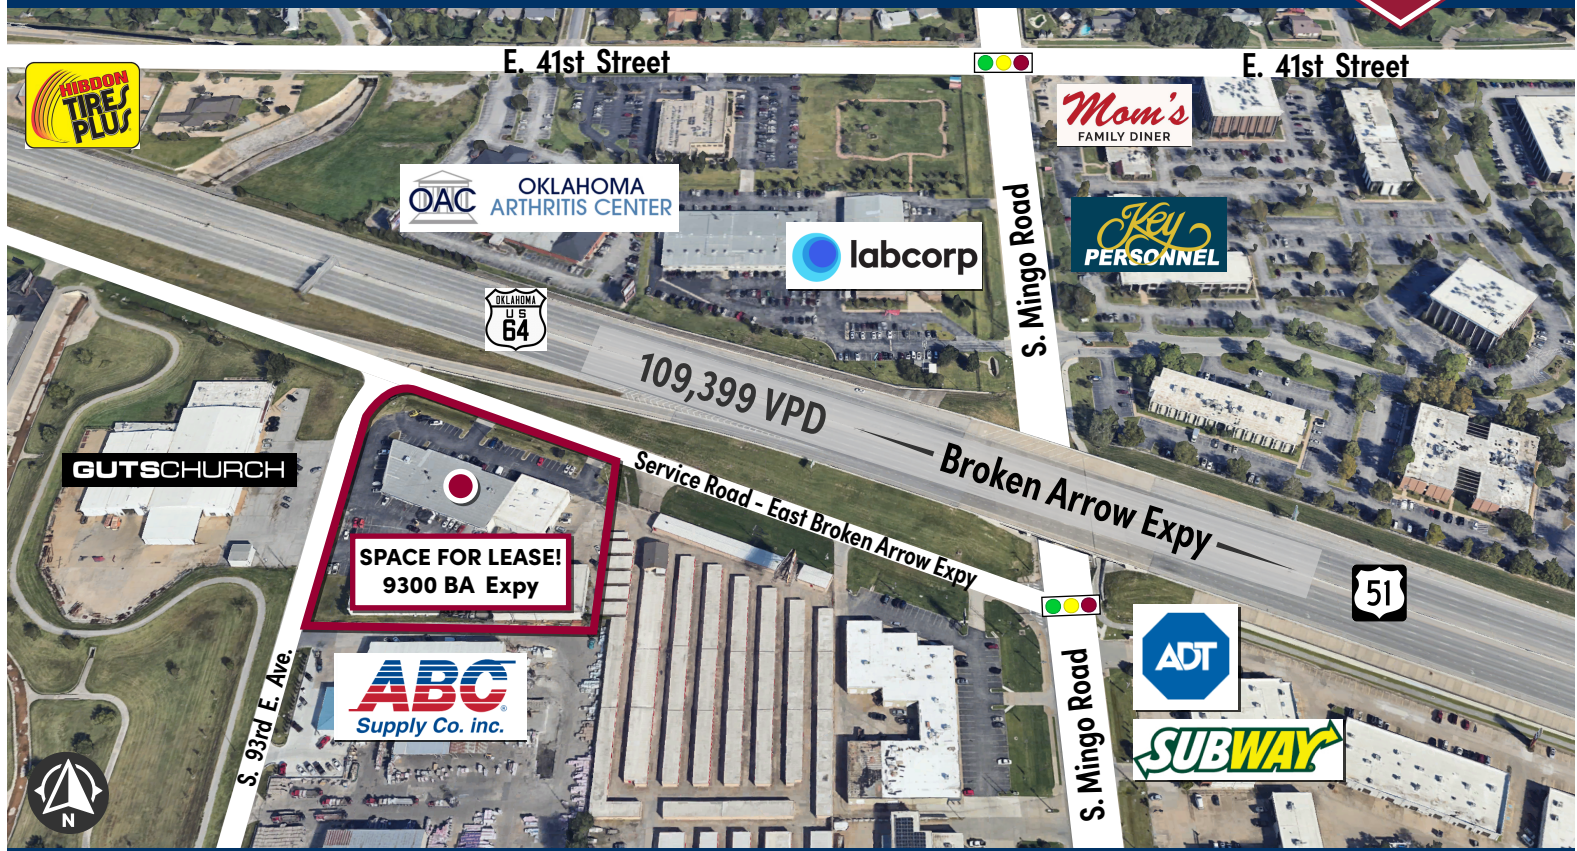 E. 41st Street
E. 41st Street
HIBDON
TIRES
PLUS
Mom's
FAMILY DINER
OAC
OKLAHOMA
ARTHRITIS CENTER
labcorp
S. Mingo Road
Key
PERSONNEL
OKLAHOMA
US
64
109,399 VPD
Broken Arrow Expy
GUTSCHURCH
Service Road - East Broken Arrow Expy
SPACE FOR LEASE!
9300 BA Expy
51
ADT
ABC
Supply Co. inc.
S. 93rd E. Ave.
S. Mingo Road
SUBWAY
N